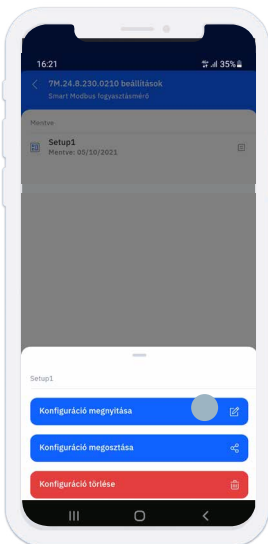 16:21
35%
7M.24.8.230.0210 beállítások
Smart Modbus fogyasztásmérő
Mentve
Setup1
Mentve: 05/10/2021
Setup1
Konfiguráció megnyitása
Konfiguráció megosztása
Konfiguráció törlése